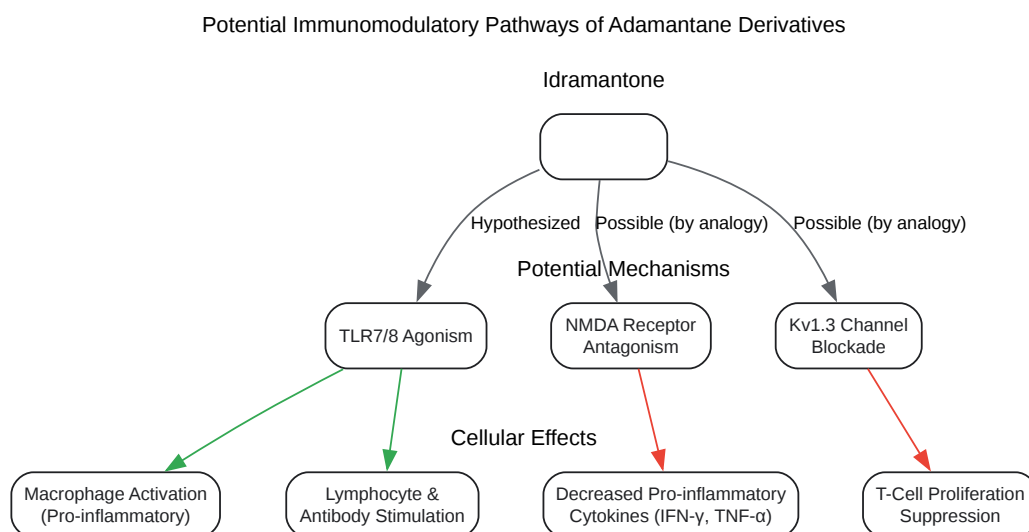 Potential Immunomodulatory Pathways of Adamantane Derivatives
Idramantone
Hypothesized
Possible (by analogy)
Possible (by analogy)
Potential Mechanisms
TLR7/8 Agonism
NMDA Receptor
Antagonism
Kv1.3 Channel
Blockade
Cellular Effects
Macrophage Activation
(Pro-inflammatory)
Lymphocyte &
Antibody Stimulation
Decreased Pro-inflammatory
Cytokines (IFN-γ, TNF-α)
T-Cell Proliferation
Suppression